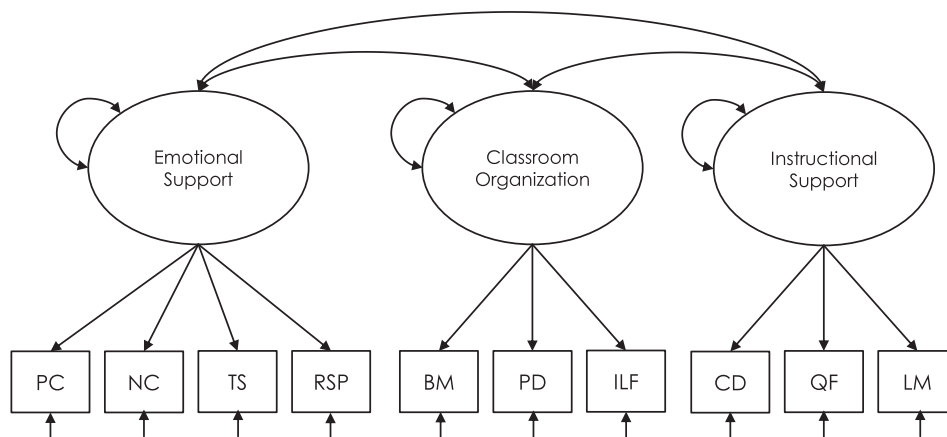 Emotional
Support
Classroom
Organization
Instructional
Support
PC
NC
TS
RSP
BM
PD
ILF
CD
QF
LM